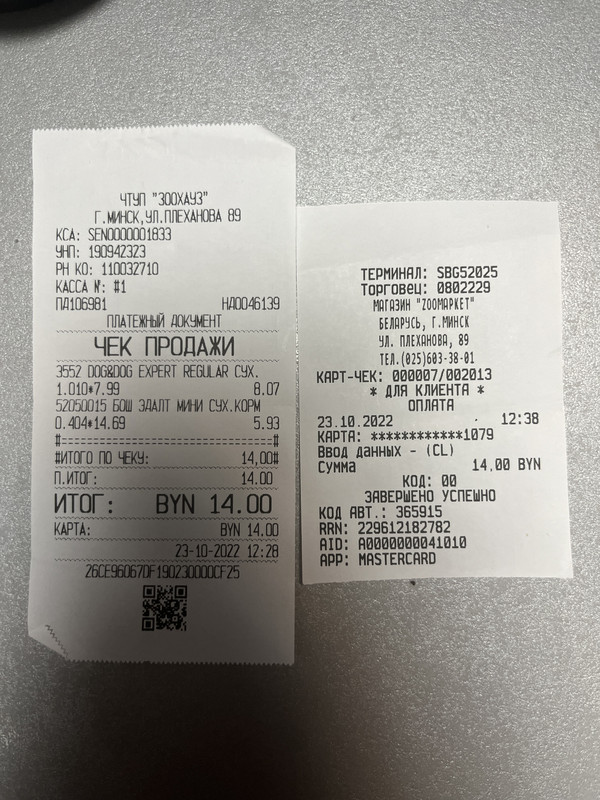 ЧТУП "ЗООХАУЗ"
Г.МИНСК,УЛ.ПЛЕХАНОВА 89
КСА: SEN0000001833
УНП: 190942323
РН КО: 110032710
КАССА №: #1
ПД106981 НД0046139
ПЛАТЕЖНЫЙ ДОКУМЕНТ
ЧЕК ПРОДАЖИ
3552 DOG&DOG EXPERT REGULAR СУХ.
1.010*7.99 8.07
52050015 БОШ ЭДАЛТ МИНИ СУХ.КОРМ
0.404*14.69 5.93
#------------------------------#
#ИТОГО ПО ЧЕКУ: 14,00#
П.ИТОГ: 14.00
ИТОГ: BYN 14.00
КАРТА: BYN 14.00
23-10-2022 12:28
26CE96067DF190230000CF25
ТЕРМИНАЛ: SBG52025
Торговец: 0802229
МАГАЗИН "ZOOMAPKET"
БЕЛАРУСЬ, Г.МИНСК
УЛ. ПЛЕХАНОВА, 89
ТЕЛ.(025)603-38-01
КАРТ-ЧЕК: 000007/002013
* ДЛЯ КЛИЕНТА *
ОПЛАТА
23.10.2022 12:38
КАРТА: ************1079
Ввод данных - (CL)
Сумма 14.00 BYN
КОД: 00
ЗАВЕРШЕНО УСПЕШНО
КОД АВТ.: 365915
RRN: 229612182782
AID: A0000000041010
APP: MASTERCARD